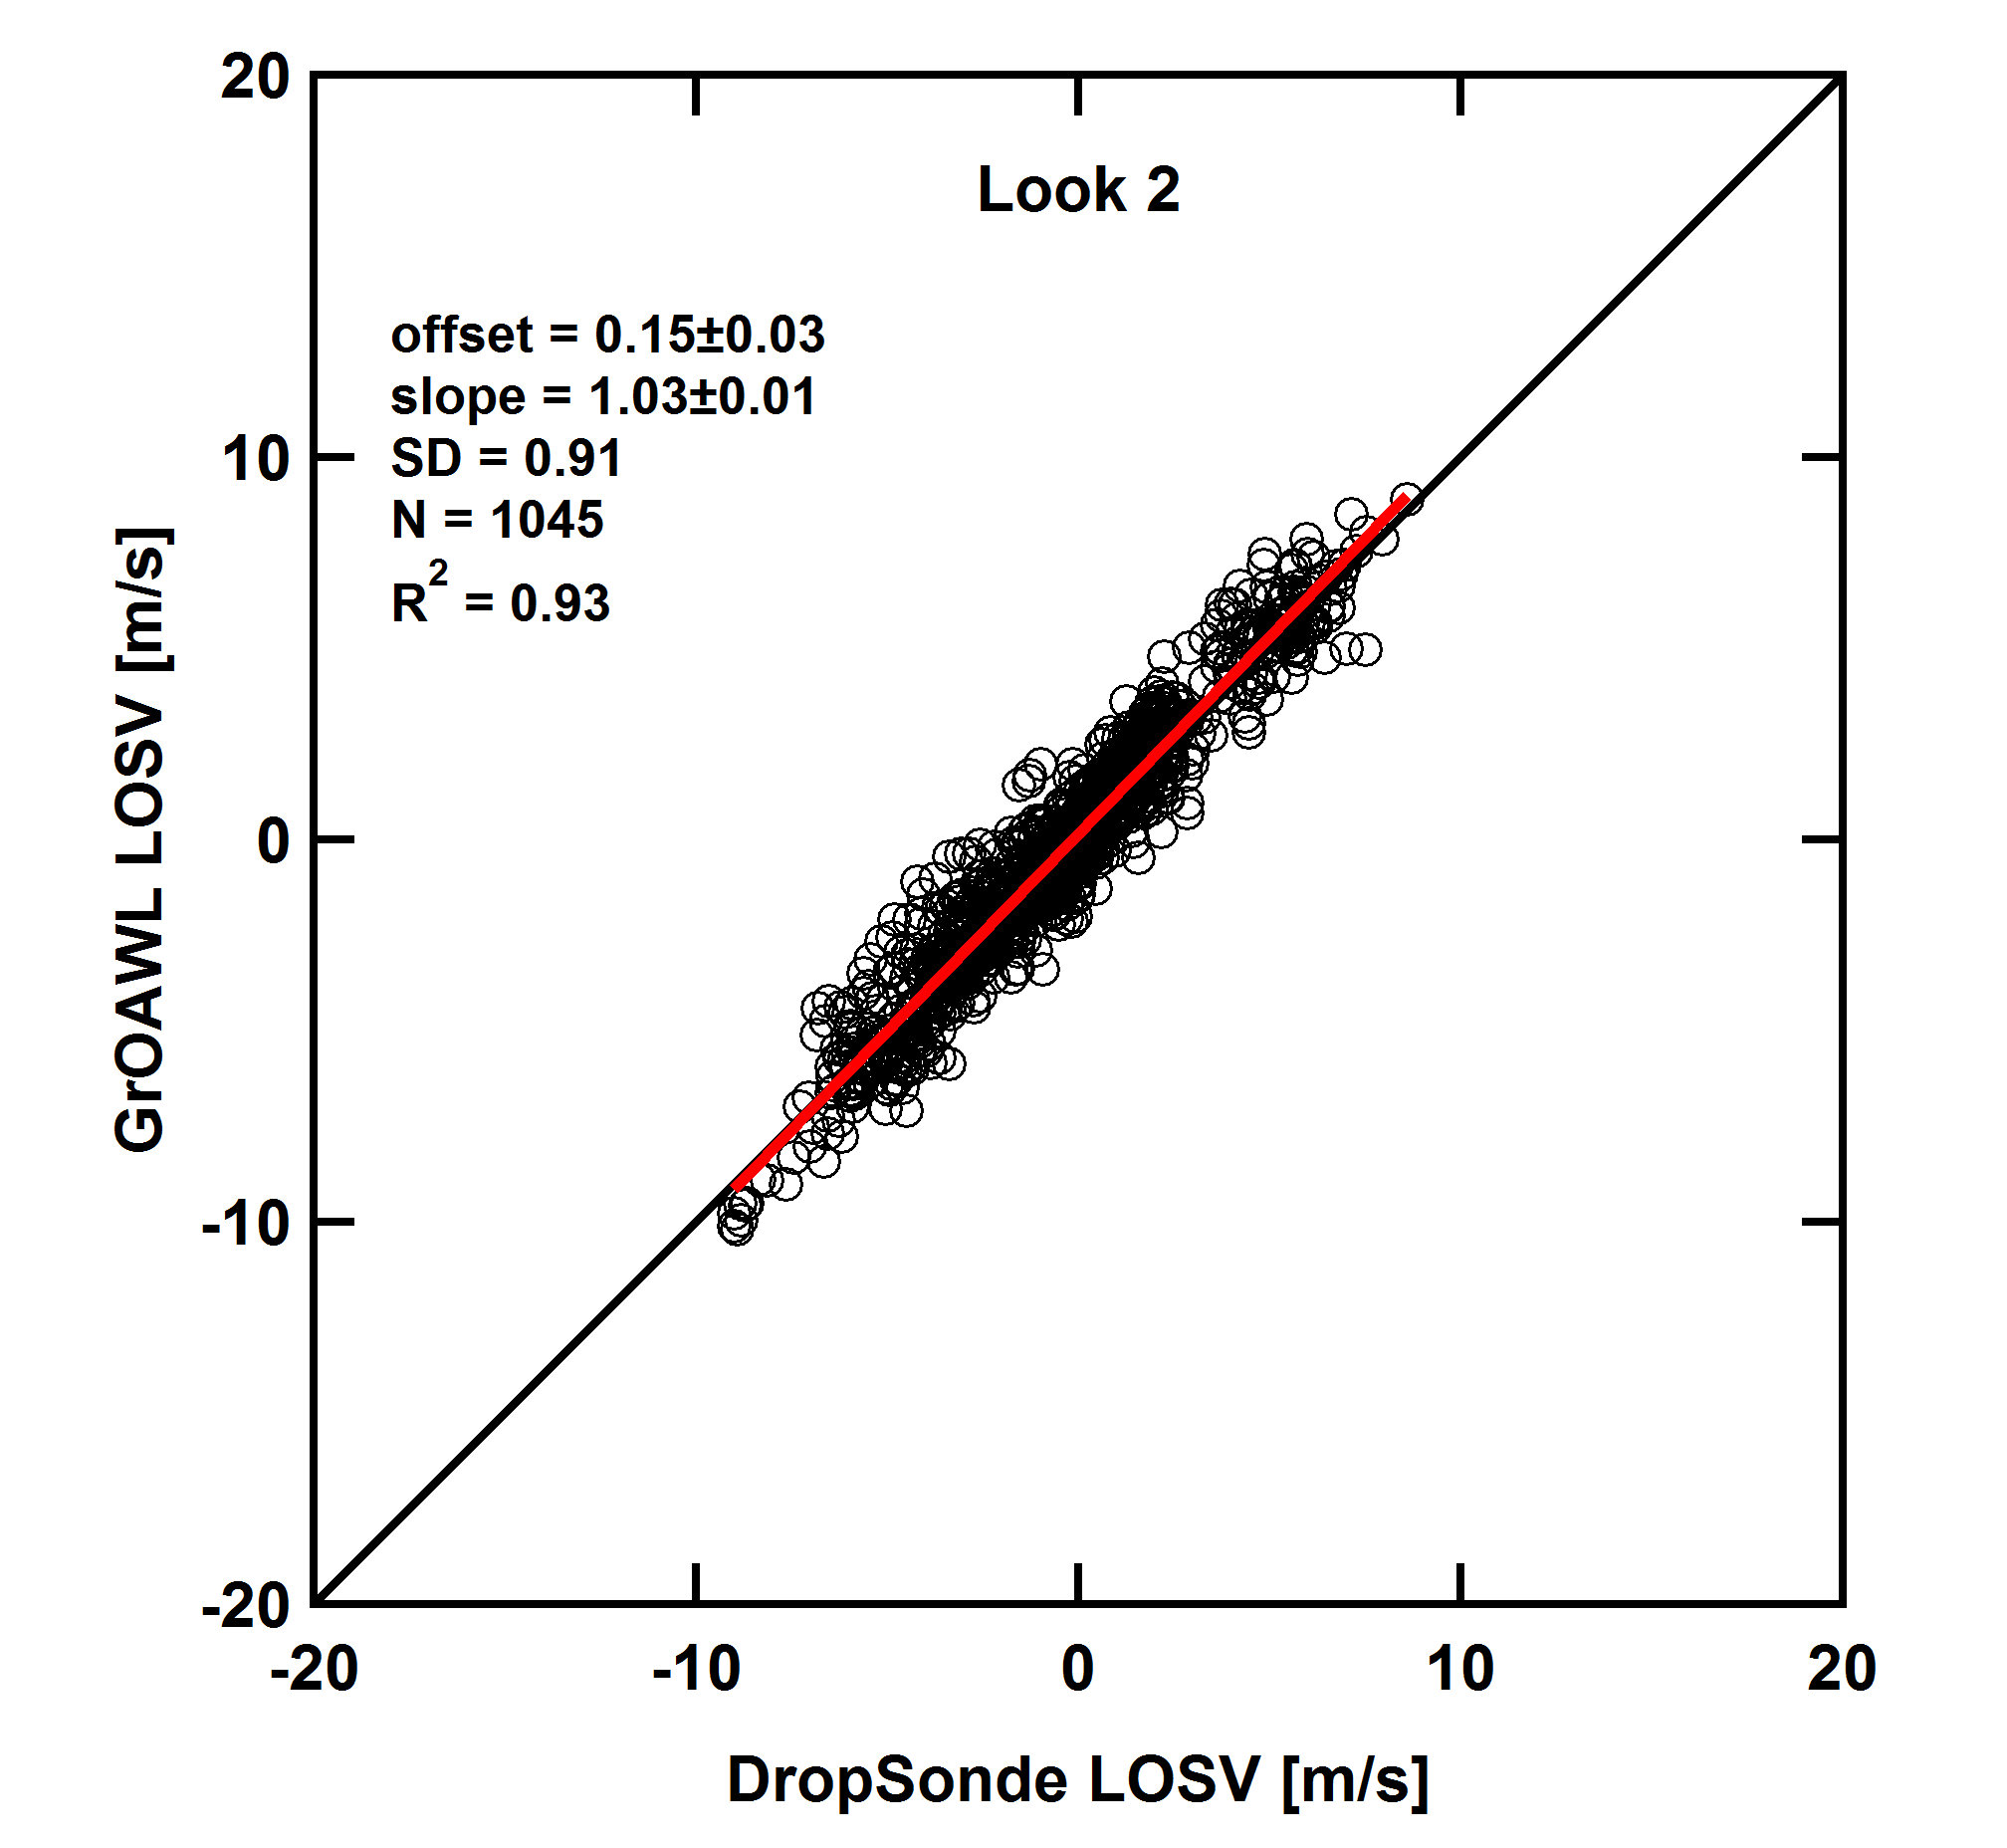 20
Look 2
offset = 0.15±0.03
slope = 1.03±0.01
10
SD = 0.91
N = 1045
R² = 0.93
GrOAWL LOSV [m/s]
0
-10
-20
-20 -10 0 10 20
DropSonde LOSV [m/s]